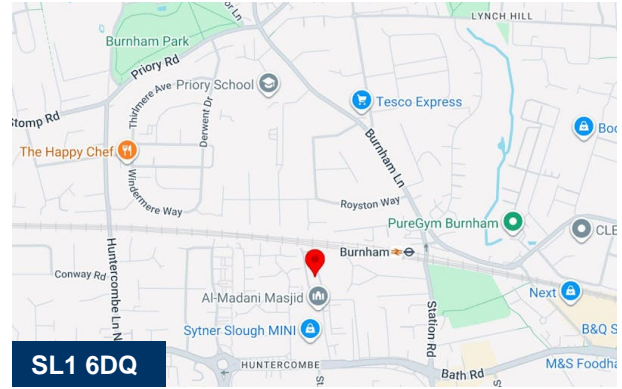 LYNCH HILL
Burnham Park
Priory Rd
Priory School
Thirlmere Ave
Derwent Dr
Stomp Rd
Tesco Express
The Happy Chef
Windermere Way
Burnham Ln
Royston Way
PureGym Burnham
Burnham
Huntercombe Ln N
Conway Rd
Al-Madani Masjid
Sytner Slough MINI
Station Rd
Next
B&Q S
M&S Foodha
Bath Rd
HUNTERCOMBE
SL1 6DQ